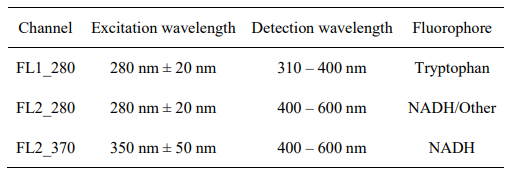 Channel Excitation wavelength Detection wavelength Fluorophore
FL1_280 280 nm ± 20 nm 310 – 400 nm Tryptophan
FL2_280 280 nm ± 20 nm 400 – 600 nm NADH/Other
FL2_370 350 nm ± 50 nm 400 – 600 nm NADH